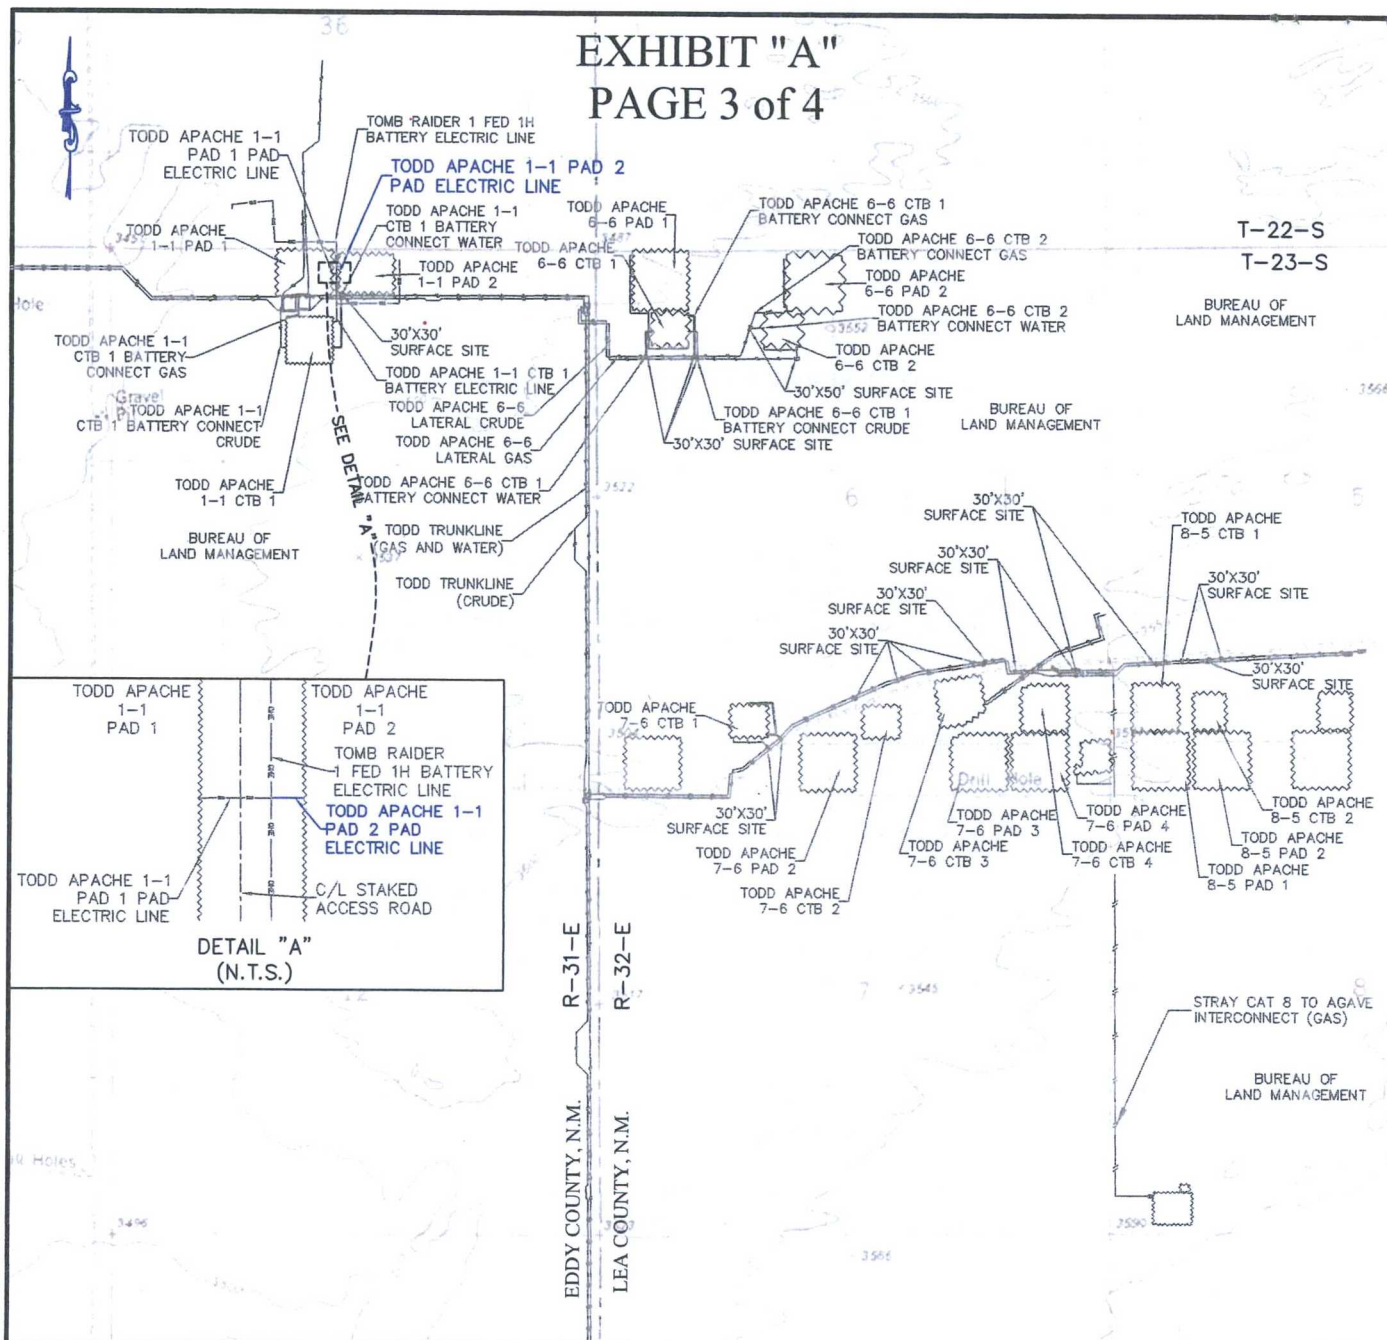 36
EXHIBIT "A"
PAGE 3 of 4
TODD APACHE 1-1
PAD 1 PAD
ELECTRIC LINE
TOMB RAIDER 1 FED 1H
BATTERY ELECTRIC LINE
TODD APACHE 1-1 PAD 2
PAD ELECTRIC LINE
TODD APACHE
1-1 PAD 1
TODD APACHE 1-1
CTB 1 BATTERY
CONNECT WATER
TODD APACHE
1-1 PAD 2
TODD APACHE
6-6 PAD 1
3487
TODD APACHE
6-6 CTB 1
TODD APACHE 6-6 CTB 1
BATTERY CONNECT GAS
TODD APACHE 6-6 CTB 2
BATTERY CONNECT GAS
TODD APACHE
6-6 PAD 2
TODD APACHE 6-6 CTB 2
BATTERY CONNECT WATER
3552
TODD APACHE
6-6 CTB 2
T-22-S
T-23-S
BUREAU OF
LAND MANAGEMENT
Hole
TODD APACHE 1-1
CTB 1 BATTERY
CONNECT GAS
30'X30'
SURFACE SITE
TODD APACHE 1-1 CTB 1
BATTERY ELECTRIC LINE
30'X50' SURFACE SITE
3566
Gravel
TODD APACHE 1-1
CTB 1 BATTERY CONNECT
CRUDE
TODD APACHE 6-6
LATERAL CRUDE
TODD APACHE 6-6 CTB 1
BATTERY CONNECT CRUDE
30'X30' SURFACE SITE
BUREAU OF
LAND MANAGEMENT
TODD APACHE 6-6
LATERAL GAS
SEE DETAIL "A"
TODD APACHE
1-1 CTB 1
TODD APACHE 6-6 CTB 1
BATTERY CONNECT WATER
3522
6
5
BUREAU OF
LAND MANAGEMENT
TODD TRUNKLINE
(GAS AND WATER)
TODD TRUNKLINE
(CRUDE)
30'X30'
SURFACE SITE
TODD APACHE
8-5 CTB 1
30'X30'
SURFACE SITE
30'X30'
SURFACE SITE
30'X30'
SURFACE SITE
30'X30'
SURFACE SITE
30'X30'
SURFACE SITE
TODD APACHE
7-6 CTB 1
Drill Hole
30'X30'
SURFACE SITE
TODD APACHE
7-6 PAD 2
TODD APACHE
7-6 CTB 2
TODD APACHE
7-6 PAD 3
TODD APACHE
7-6 CTB 3
TODD APACHE
7-6 PAD 4
TODD APACHE
7-6 CTB 4
TODD APACHE
8-5 CTB 2
TODD APACHE
8-5 PAD 2
TODD APACHE
8-5 PAD 1
TODD APACHE
1-1
PAD 1
TODD APACHE
1-1
PAD 2
TOMB RAIDER
1 FED 1H BATTERY
ELECTRIC LINE
TODD APACHE 1-1
PAD 2 PAD
ELECTRIC LINE
TODD APACHE 1-1
PAD 1 PAD
ELECTRIC LINE
C/L STAKED
ACCESS ROAD
DETAIL "A"
(N.T.S.)
12
R-31-E
R-32-E
7
3545
8
STRAY CAT 8 TO AGAVE
INTERCONNECT (GAS)
BUREAU OF
LAND MANAGEMENT
EDDY COUNTY, N.M.
LEA COUNTY, N.M.
Holes
3496
3590
3566